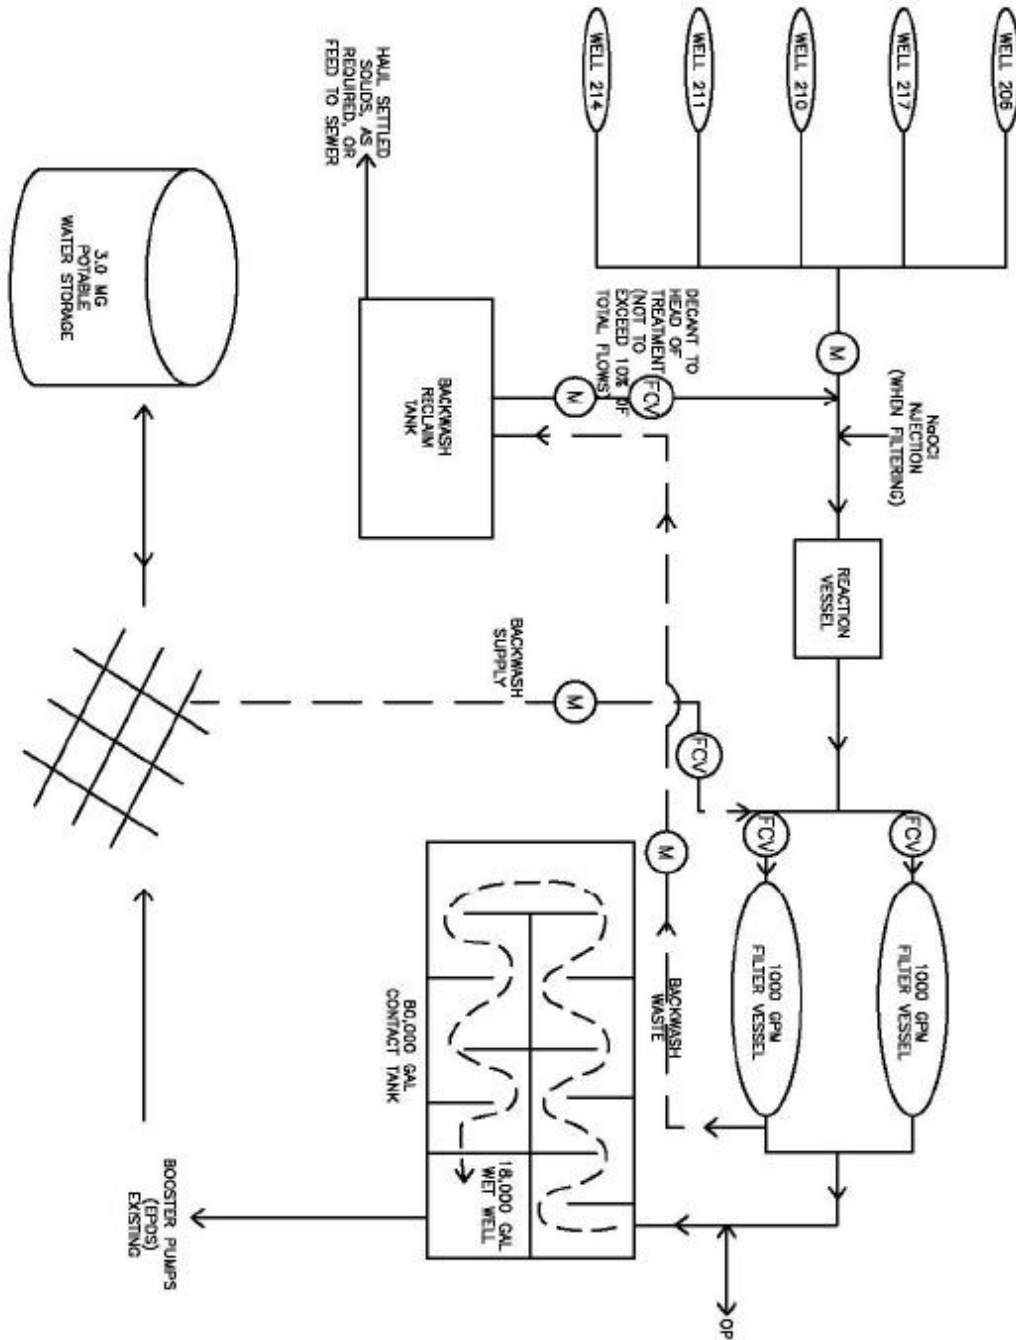 WELL 206
WELL 217
WELL 210
WELL 211
WELL 214
M
NaOCl
INJECTION
(WHEN FILTERING)
REACTION
VESSEL
FCV
FCV
1000 GPM
FILTER VESSEL
1000 GPM
FILTER VESSEL
OP
DECANT TO
HEAD OF
TREATMENT
(NOT TO
EXCEED 10% OF
TOTAL FLOWS)
FCV
M
BACKWASH
RECLAIM
TANK
HAUL SETTLED
SOLIDS, AS
REQUIRED, OR
FEED TO SEWER
BACKWASH
SUPPLY
M
FCV
M
BACKWASH
WASTE
18,000 GAL
WET WELL
80,000 GAL
CONTACT TANK
3.0 MG
POTABLE
WATER STORAGE
BOOSTER PUMPS
(EPDS)
EXISTING